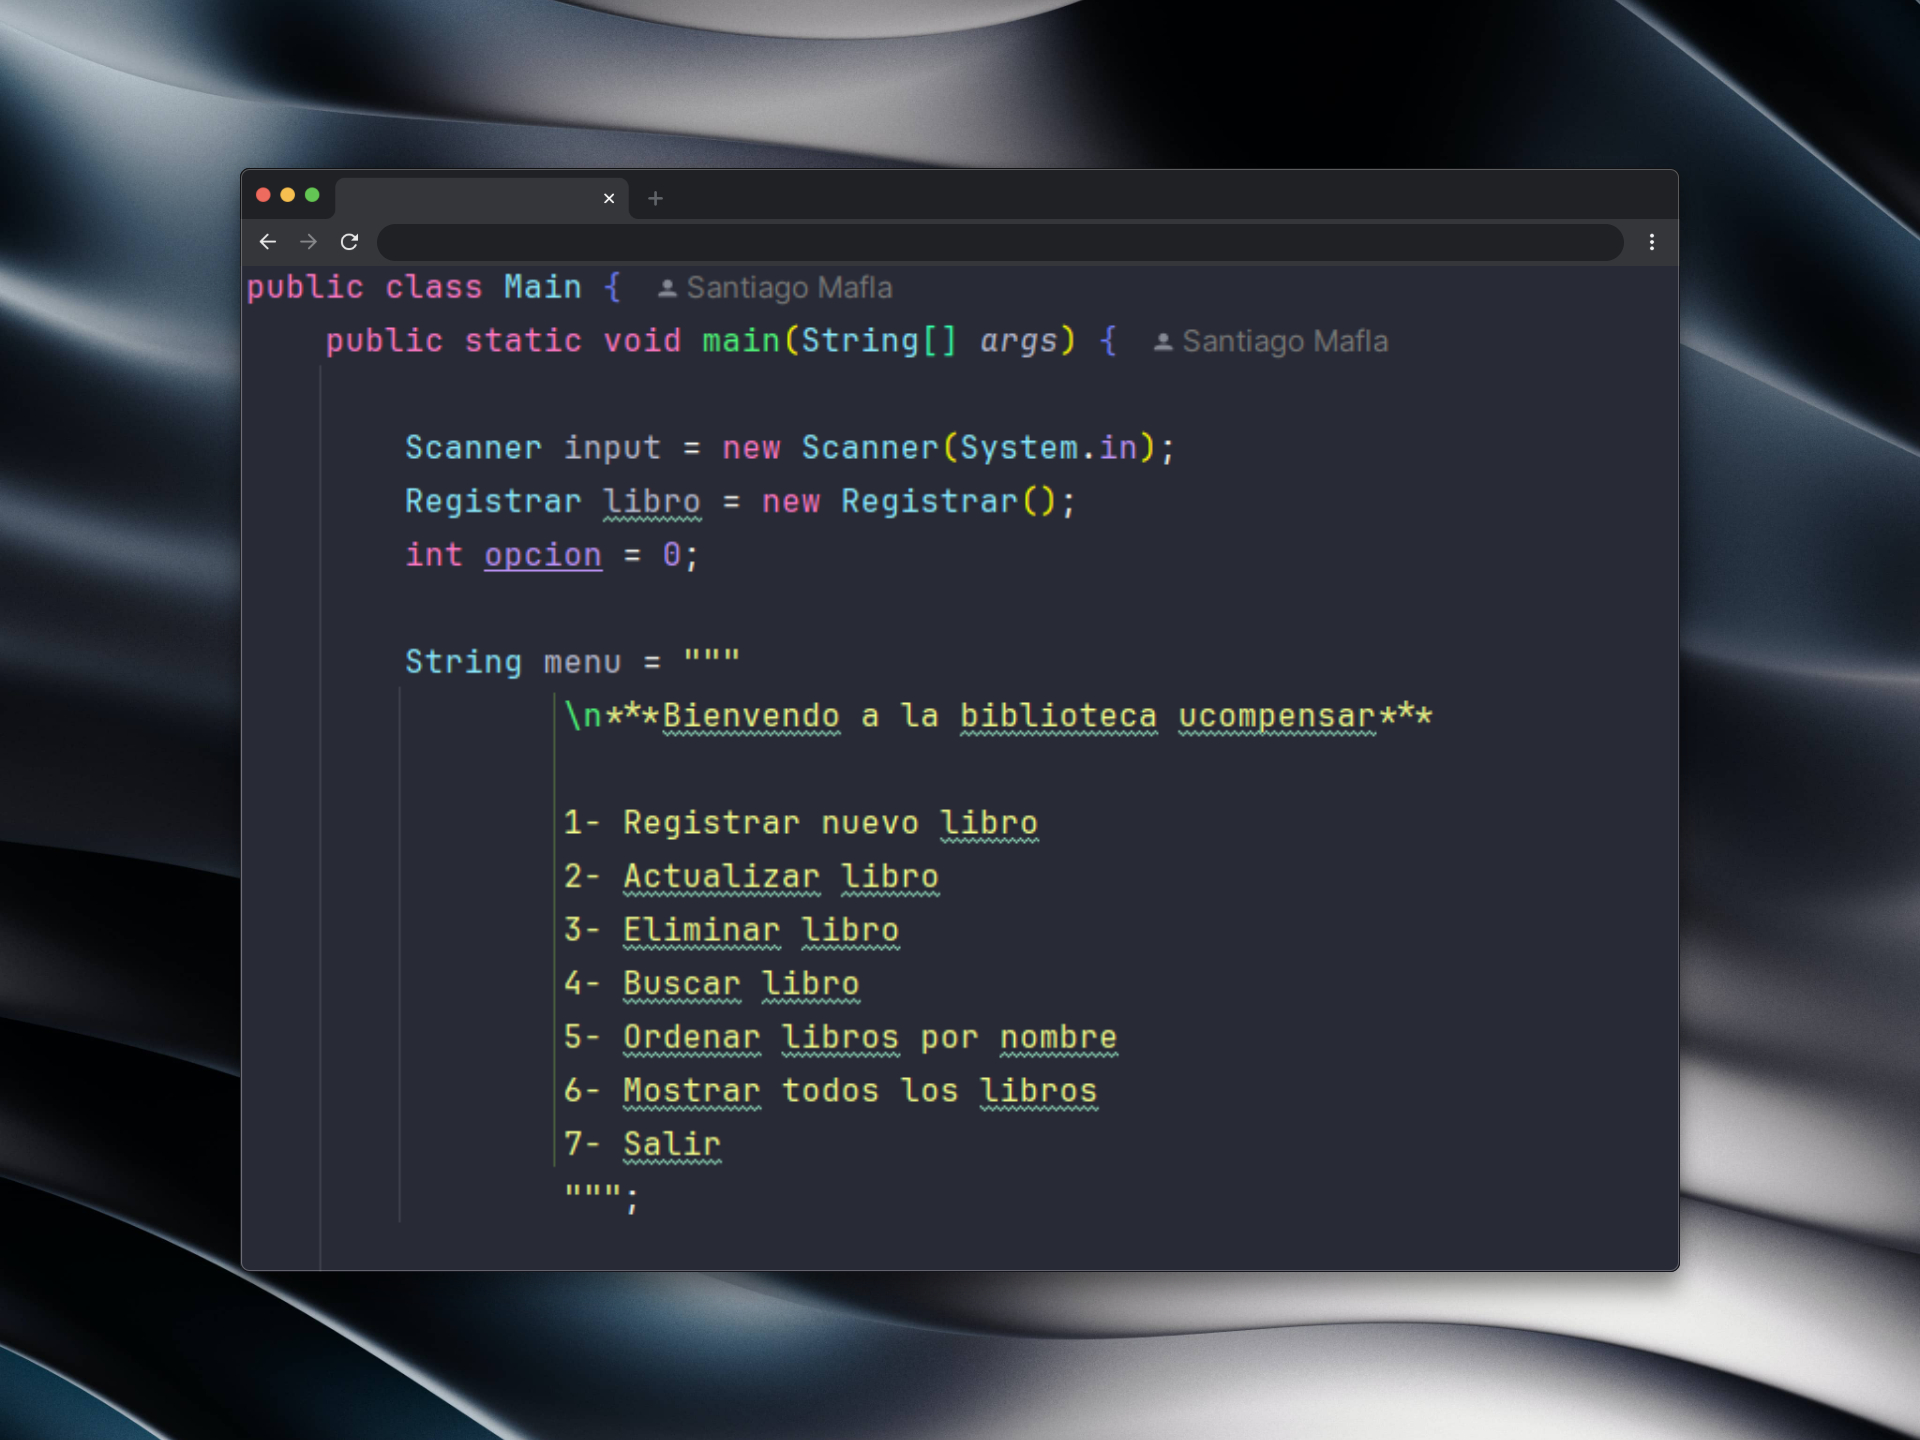 public class Main { Santiago Mafla
public static void main(String[] args) { Santiago Mafla
Scanner input = new Scanner(System.in);
Registrar libro = new Registrar();
int opcion = 0;
String menu = """
\n***Bienvendo a la biblioteca ucompensar***
1- Registrar nuevo libro
2- Actualizar libro
3- Eliminar libro
4- Buscar libro
5- Ordenar libros por nombre
6- Mostrar todos los libros
7- Salir
""";